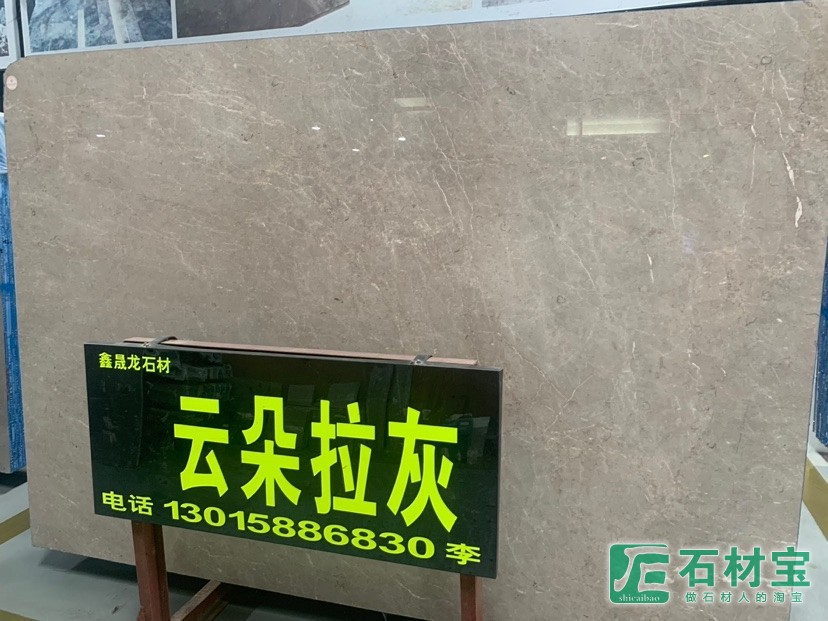 鑫晟龙石材
云朵拉灰
电话 13015886830 李
石材宝
shicaibao
做石材人的淘宝